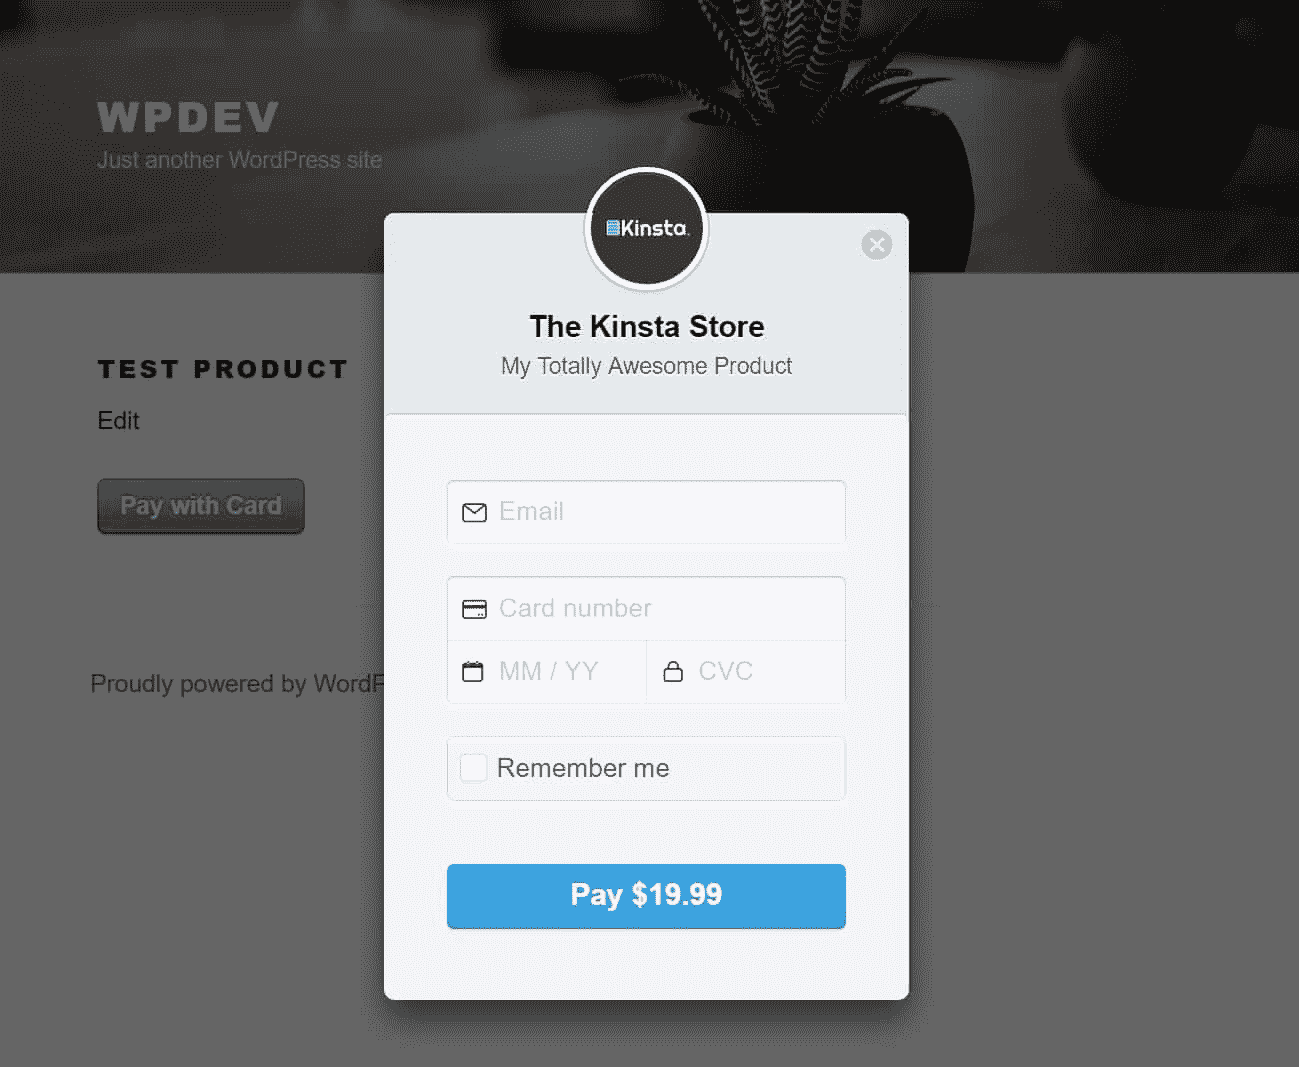 WPDEV
Just another WordPress site
Kinsta
The Kinsta Store
My Totally Awesome Product
TEST PRODUCT
Edit
Pay with Card
Email
Card number
MM / YY
CVC
Proudly powered by
Remember me
Pay $19.99